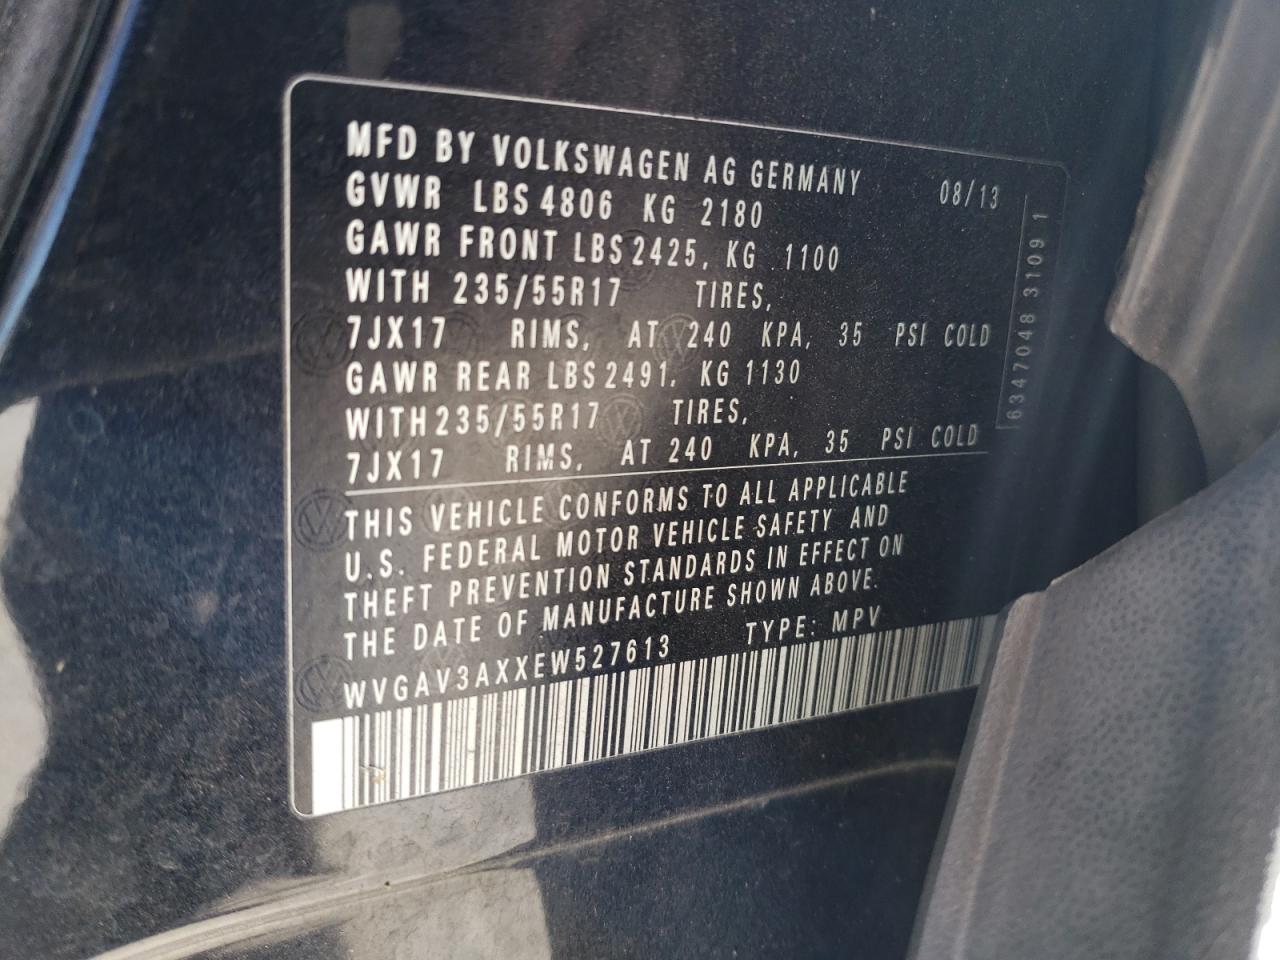 MFD BY VOLKSWAGEN AG GERMANY 08/13
GVWR LBS 4806 KG 2180
GAWR FRONT LBS 2425, KG 1100
WITH 235/55R17 TIRES,
7JX17 RIMS, AT 240 KPA, 35 PSI COLD
GAWR REAR LBS 2491, KG 1130
WITH 235/55R17 TIRES,
7JX17 RIMS, AT 240 KPA, 35 PSI COLD
THIS VEHICLE CONFORMS TO ALL APPLICABLE
U.S. FEDERAL MOTOR VEHICLE SAFETY AND
THEFT PREVENTION STANDARDS IN EFFECT ON
THE DATE OF MANUFACTURE SHOWN ABOVE.
WVGAV3AXXEW527613 TYPE: MPV
6347048 3109 1